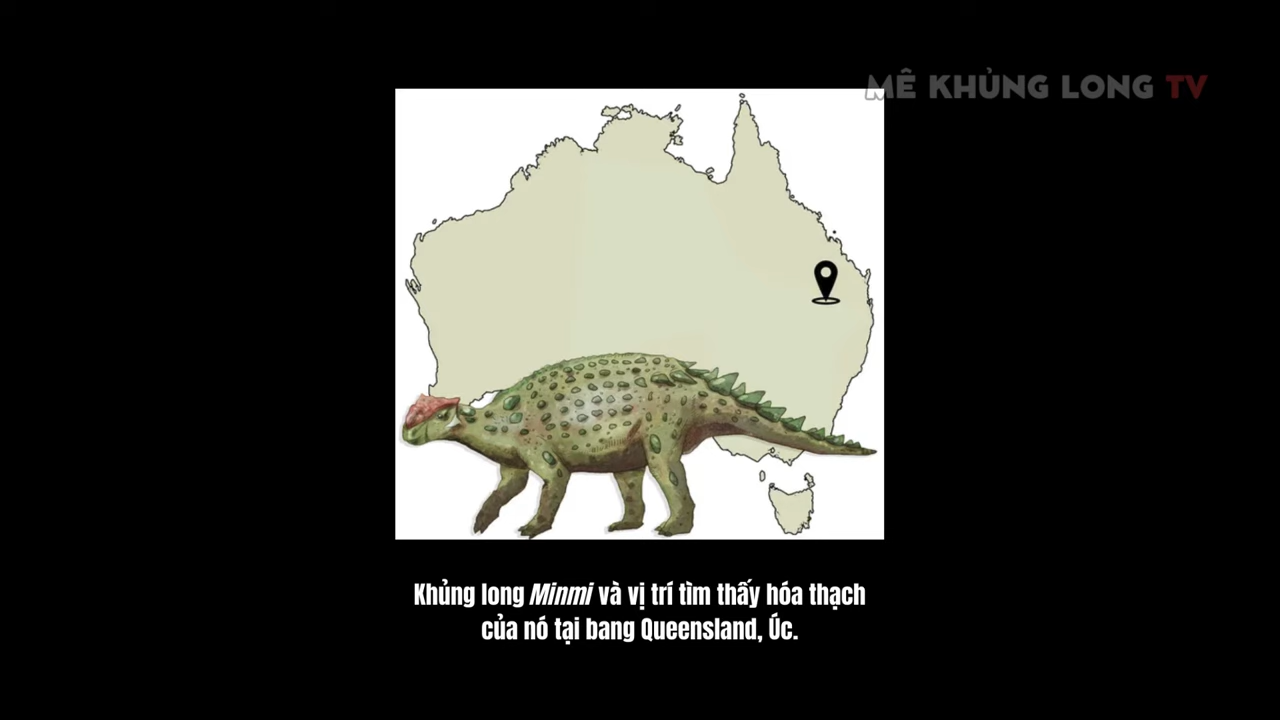 MÊ KHỦNG LONG TV
Khủng long Minmi và vị trí tìm thấy hóa thạch
của nó tại bang Queensland, Úc.